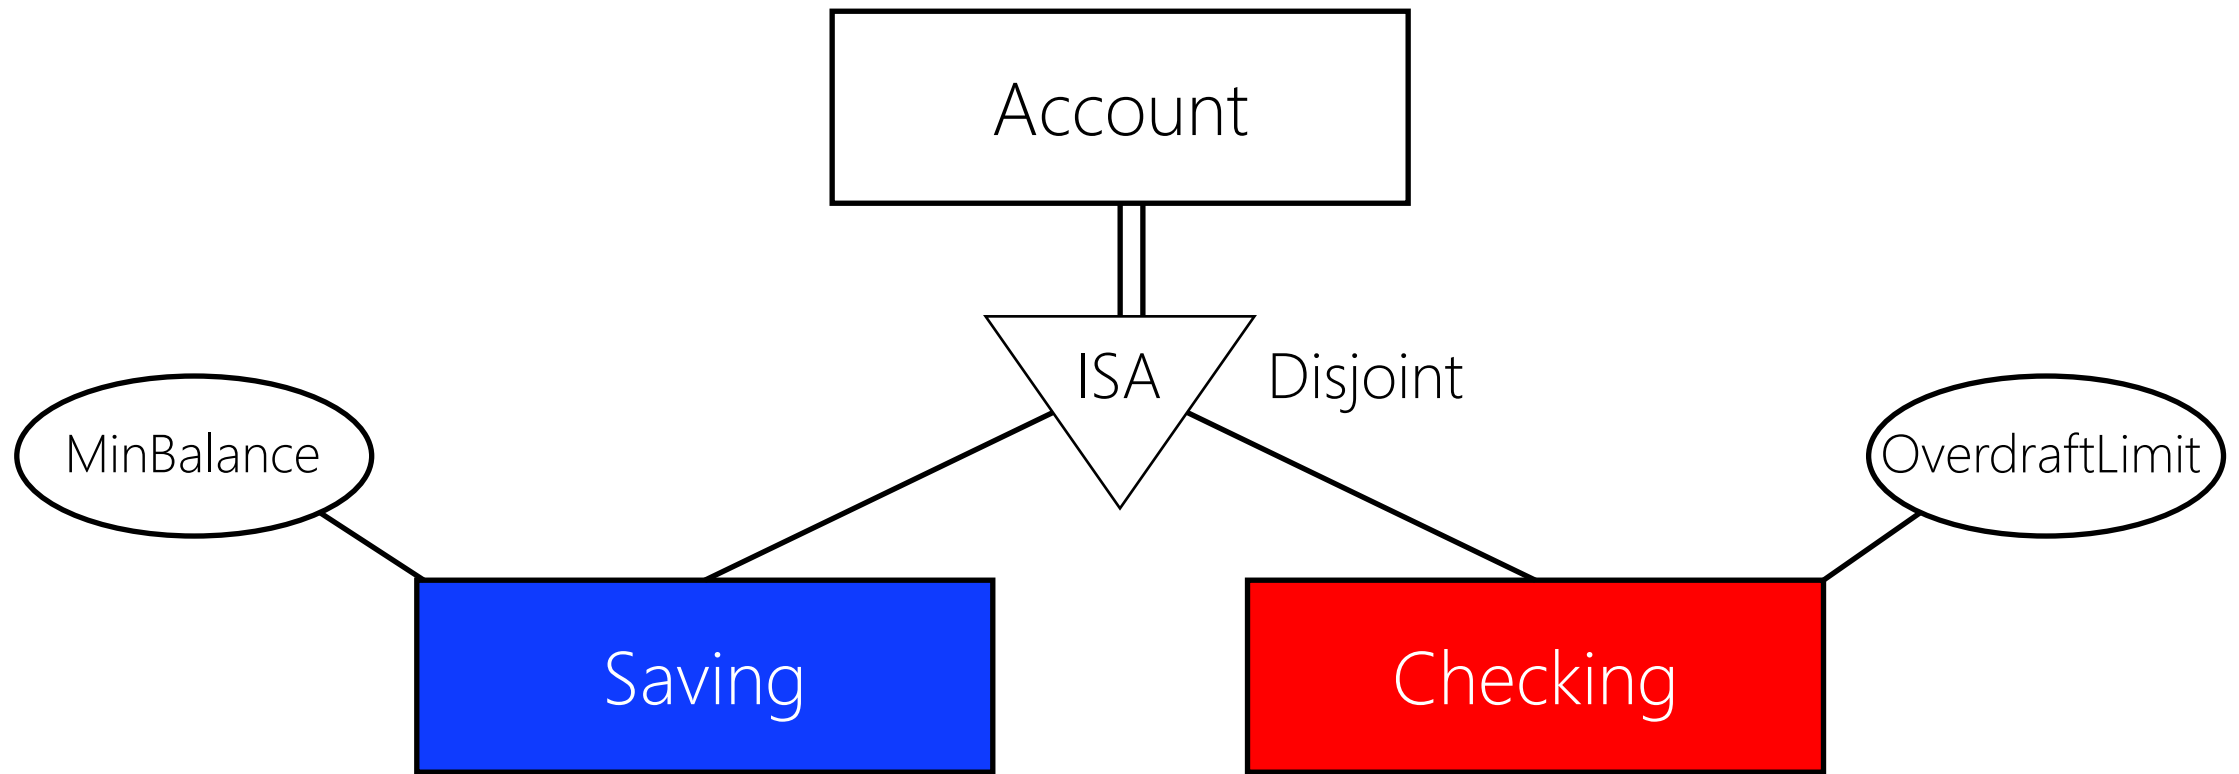 Account
ISA
Disjoint
MinBalance
OverdraftLimit
Saving
Checking